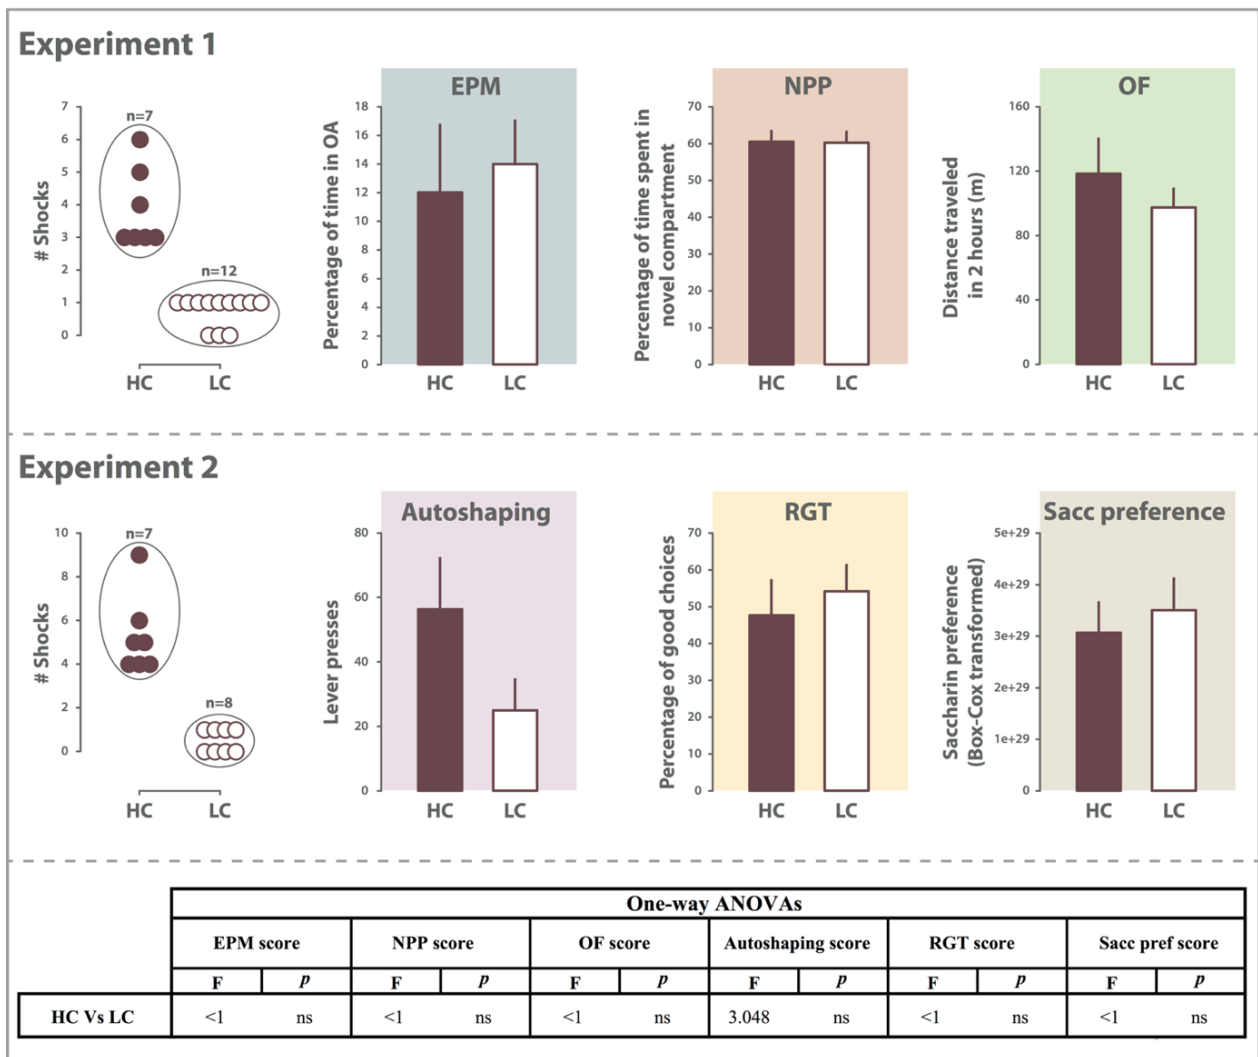 Experiment 1
# Shocks
7
6
5
4
3
2
1
0
n=7
n=12
HC
LC
EPM
Percentage of time in OA
18
16
14
12
10
8
6
4
2
0
HC
LC
NPP
Percentage of time spent in
novel compartment
70
60
50
40
30
20
10
0
HC
LC
OF
Distance traveled
in 2 hours (m)
160
120
80
40
0
HC
LC
Experiment 2
# Shocks
10
8
6
4
2
0
n=7
n=8
HC
LC
Autoshaping
Lever presses
80
60
40
20
0
HC
LC
RGT
Percentage of good choices
70
60
50
40
30
20
10
0
HC
LC
Sacc preference
Saccharin preference
(Box-Cox transformed)
5e+29
4e+29
3e+29
2e+29
1e+29
0
HC
LC
One-way ANOVAs
EPM score NPP score OF score Autoshaping score RGT score Sacc pref score
F p F p F p F p F p F p
HC Vs LC <1 ns <1 ns <1 ns 3.048 ns <1 ns <1 ns